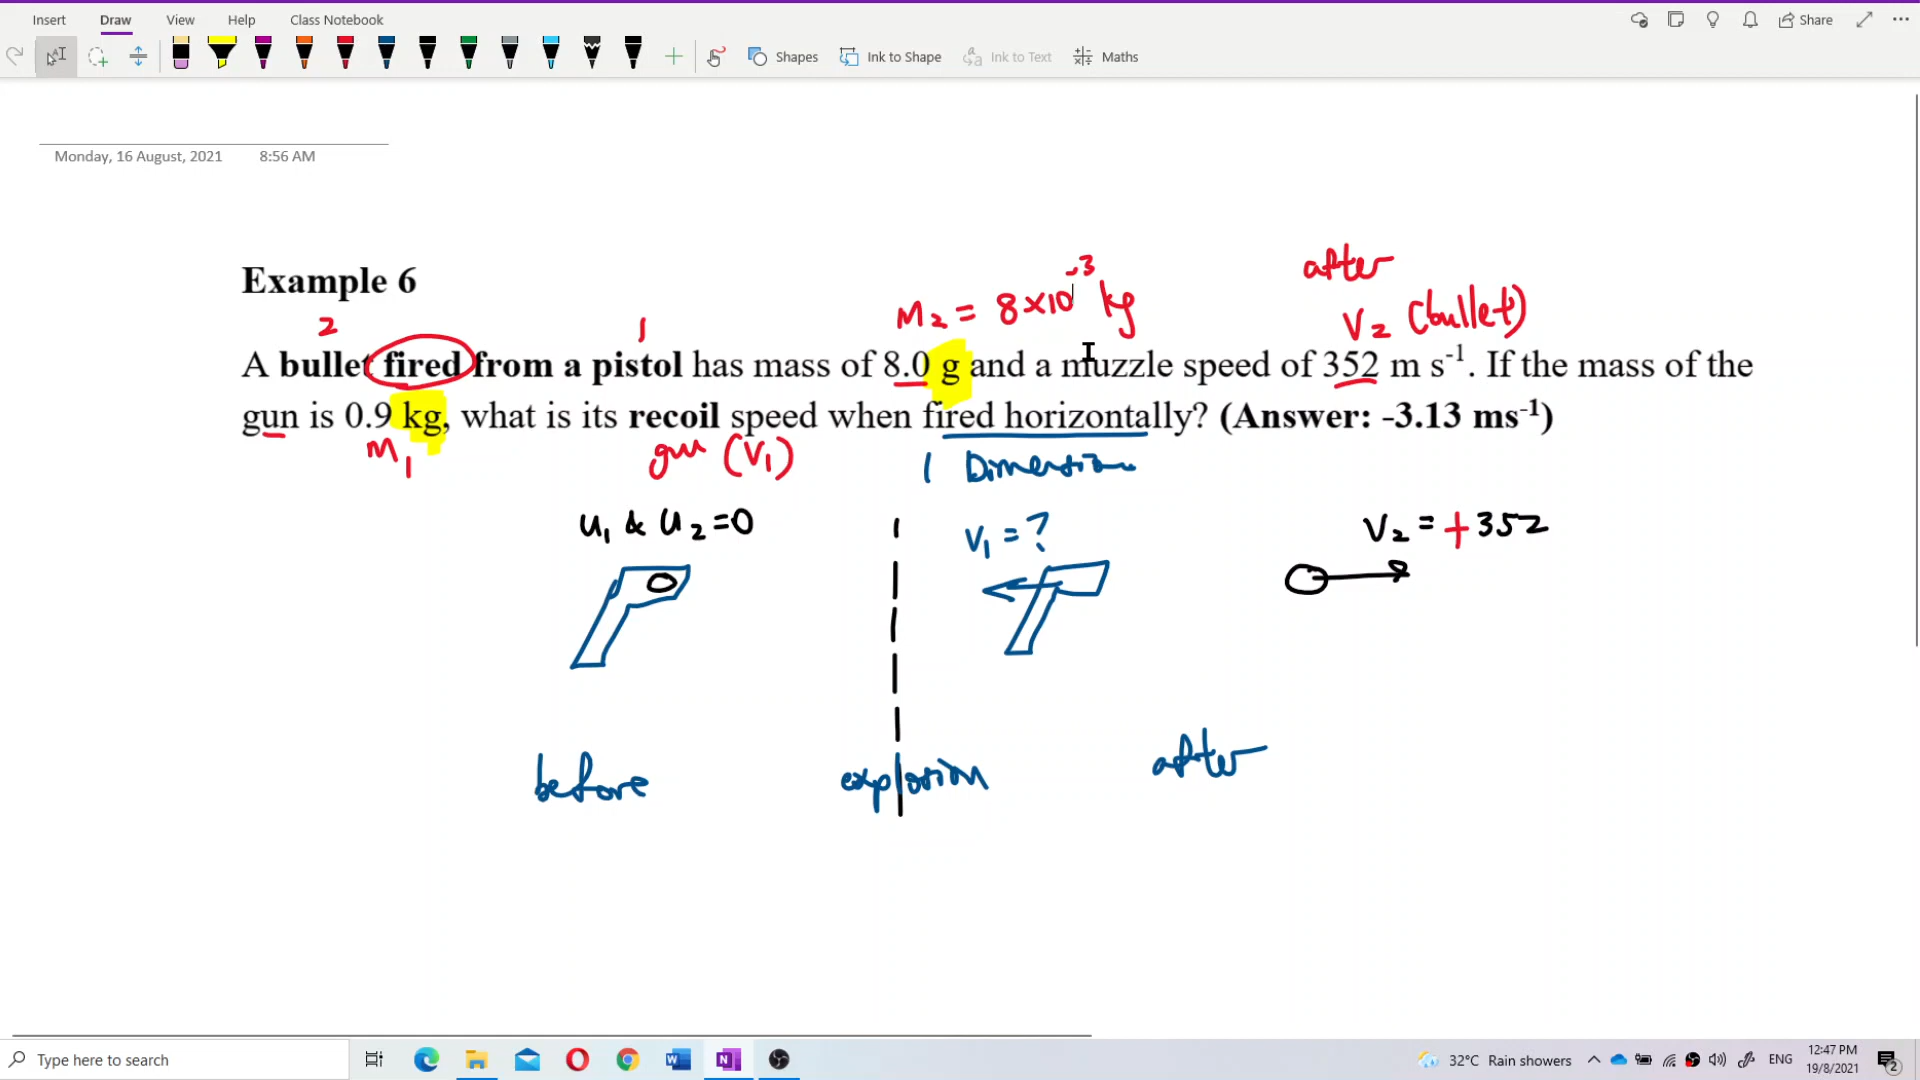 Insert Draw View Help Class Notebook Share
Shapes Ink to Shape Ink to Text Maths
Monday, 16 August, 2021 8:56 AM
Example 6
after
M₂ = 8×10⁻³ kg V₂ (bullet)
2 1
A bullet fired from a pistol has mass of 8.0 g and a muzzle speed of 352 m s⁻¹. If the mass of the
gun is 0.9 kg, what is its recoil speed when fired horizontally? (Answer: -3.13 ms⁻¹)
M₁ gun (V₁) 1 Dimension
u₁ & u₂ = 0 V₁ = ? V₂ = +352
before explosion after
Type here to search 32°C Rain showers ENG 12:47 PM
19/8/2021 2